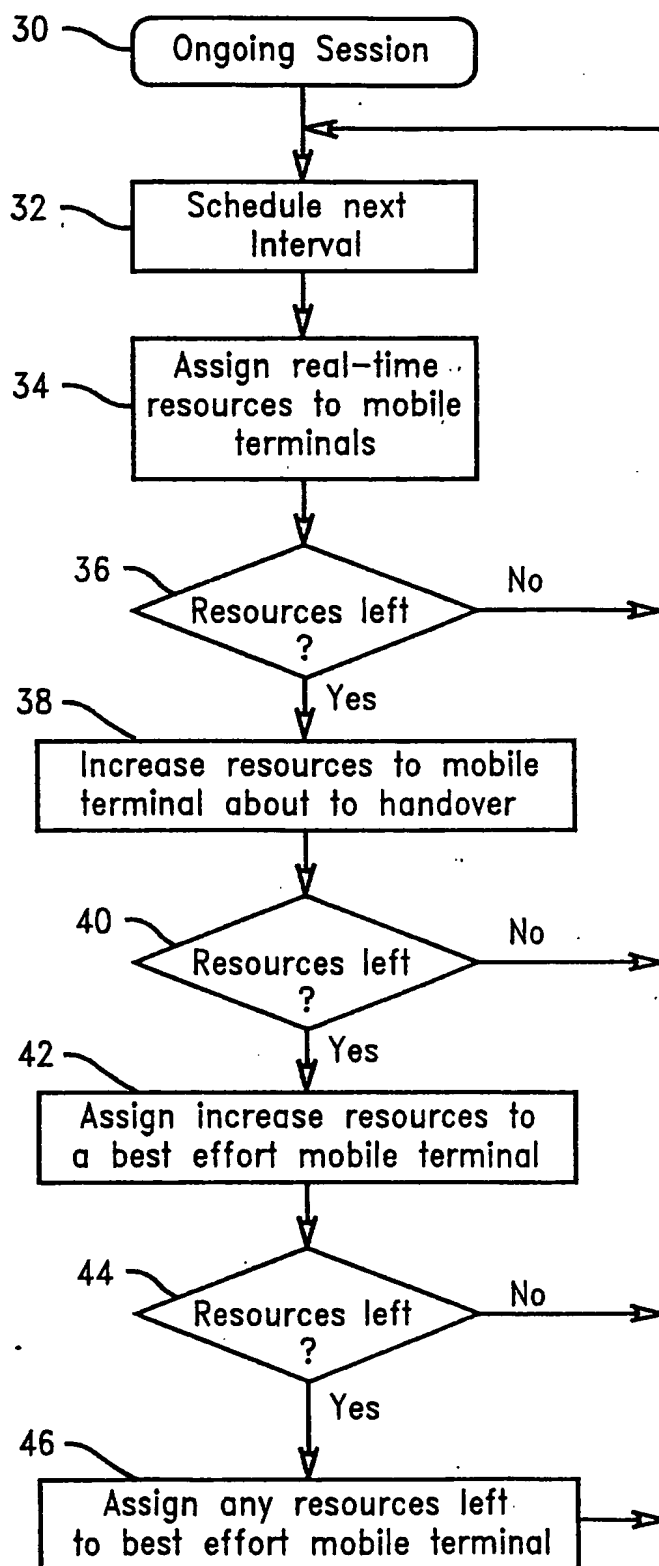 30
Ongoing Session
32
Schedule next
Interval
34
Assign real-time
resources to mobile
terminals
36
Resources left
?
No
Yes
38
Increase resources to mobile
terminal about to handover
40
Resources left
?
No
Yes
42
Assign increase resources to
a best effort mobile terminal
44
Resources left
?
No
Yes
46
Assign any resources left
to best effort mobile terminal